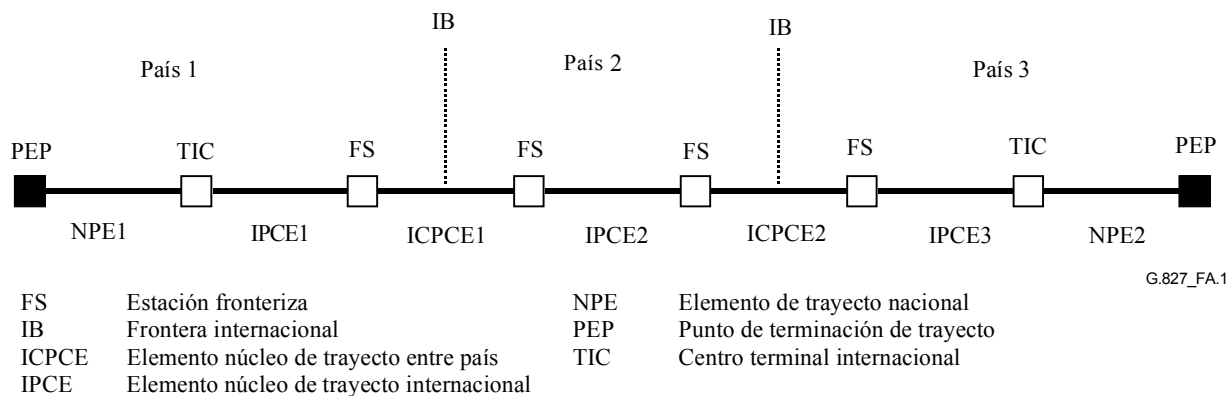 IB IB
País 1 País 2 País 3
PEP TIC FS FS FS FS TIC PEP
NPE1 IPCE1 ICPCE1 IPCE2 ICPCE2 IPCE3 NPE2
G.827_FA.1
FS Estación fronteriza NPE Elemento de trayecto nacional
IB Frontera internacional PEP Punto de terminación de trayecto
ICPCE Elemento núcleo de trayecto entre país TIC Centro terminal internacional
IPCE Elemento núcleo de trayecto internacional